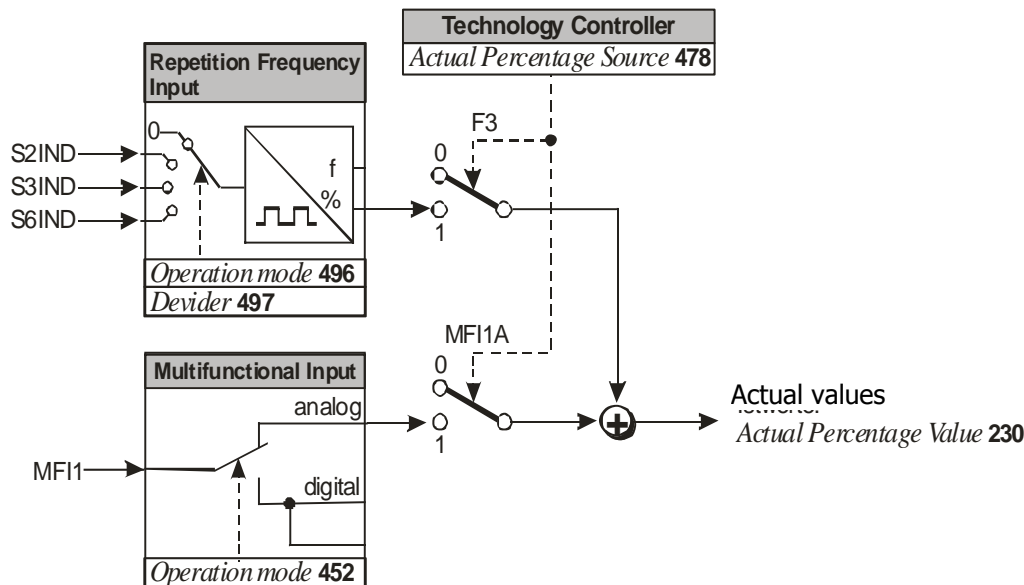 Technology Controller
Actual Percentage Source 478
Repetition Frequency
Input
F3
0
0
S2IND
f
S3IND
%
S6IND
1
Operation mode 496
Devider 497
MFI1A
Multifunctional Input
0
analog
Actual values
+
1
Actual Percentage Value 230
MFI1
digital
Operation mode 452